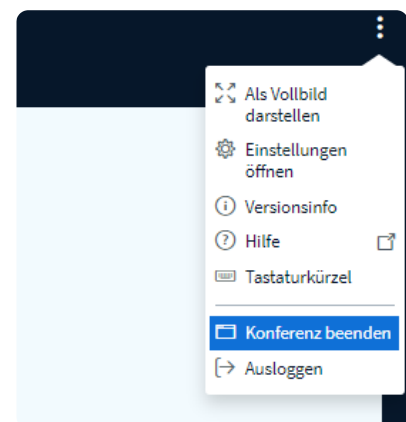 Als Vollbild
darstellen
Einstellungen
öffnen
Versionsinfo
Hilfe
Tastaturkürzel
Konferenz beenden
Ausloggen